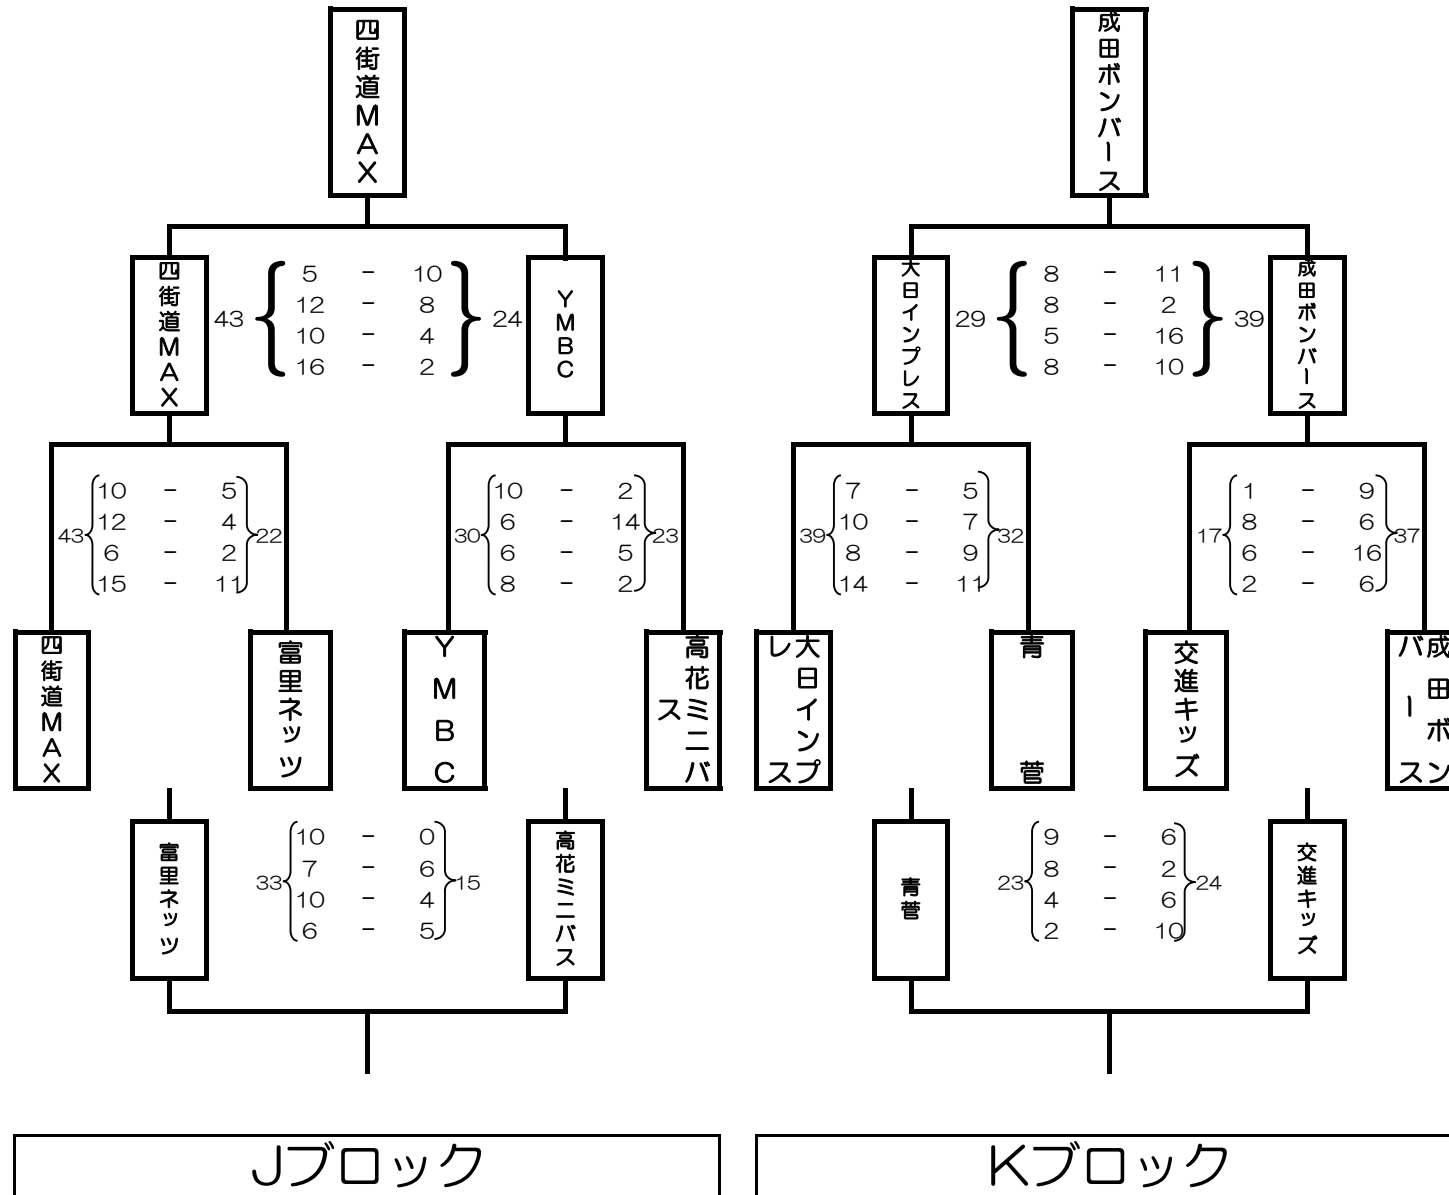 四街道MAX
成田ボンバース
四街道MAX
43
5 - 10
12 - 8
10 - 4
16 - 2
24
YMBC
大日インプレス
29
8 - 11
8 - 2
5 - 16
8 - 10
39
成田ボンバース
43
10 - 5
12 - 4
6 - 2
15 - 11
22
30
10 - 2
6 - 14
6 - 5
8 - 2
23
39
7 - 5
10 - 7
8 - 9
14 - 11
32
17
1 - 9
8 - 6
6 - 16
2 - 6
37
四街道MAX
富里ネッツ
YMBC
高花ミニバ
ス
大日インプ
レス
青菅
交進キッズ
成田ボン
バース
富里ネッツ
33
10 - 0
7 - 6
10 - 4
6 - 5
15
高花ミニバス
青菅
23
9 - 6
8 - 2
4 - 6
2 - 10
24
交進キッズ
Jブロック
Kブロック